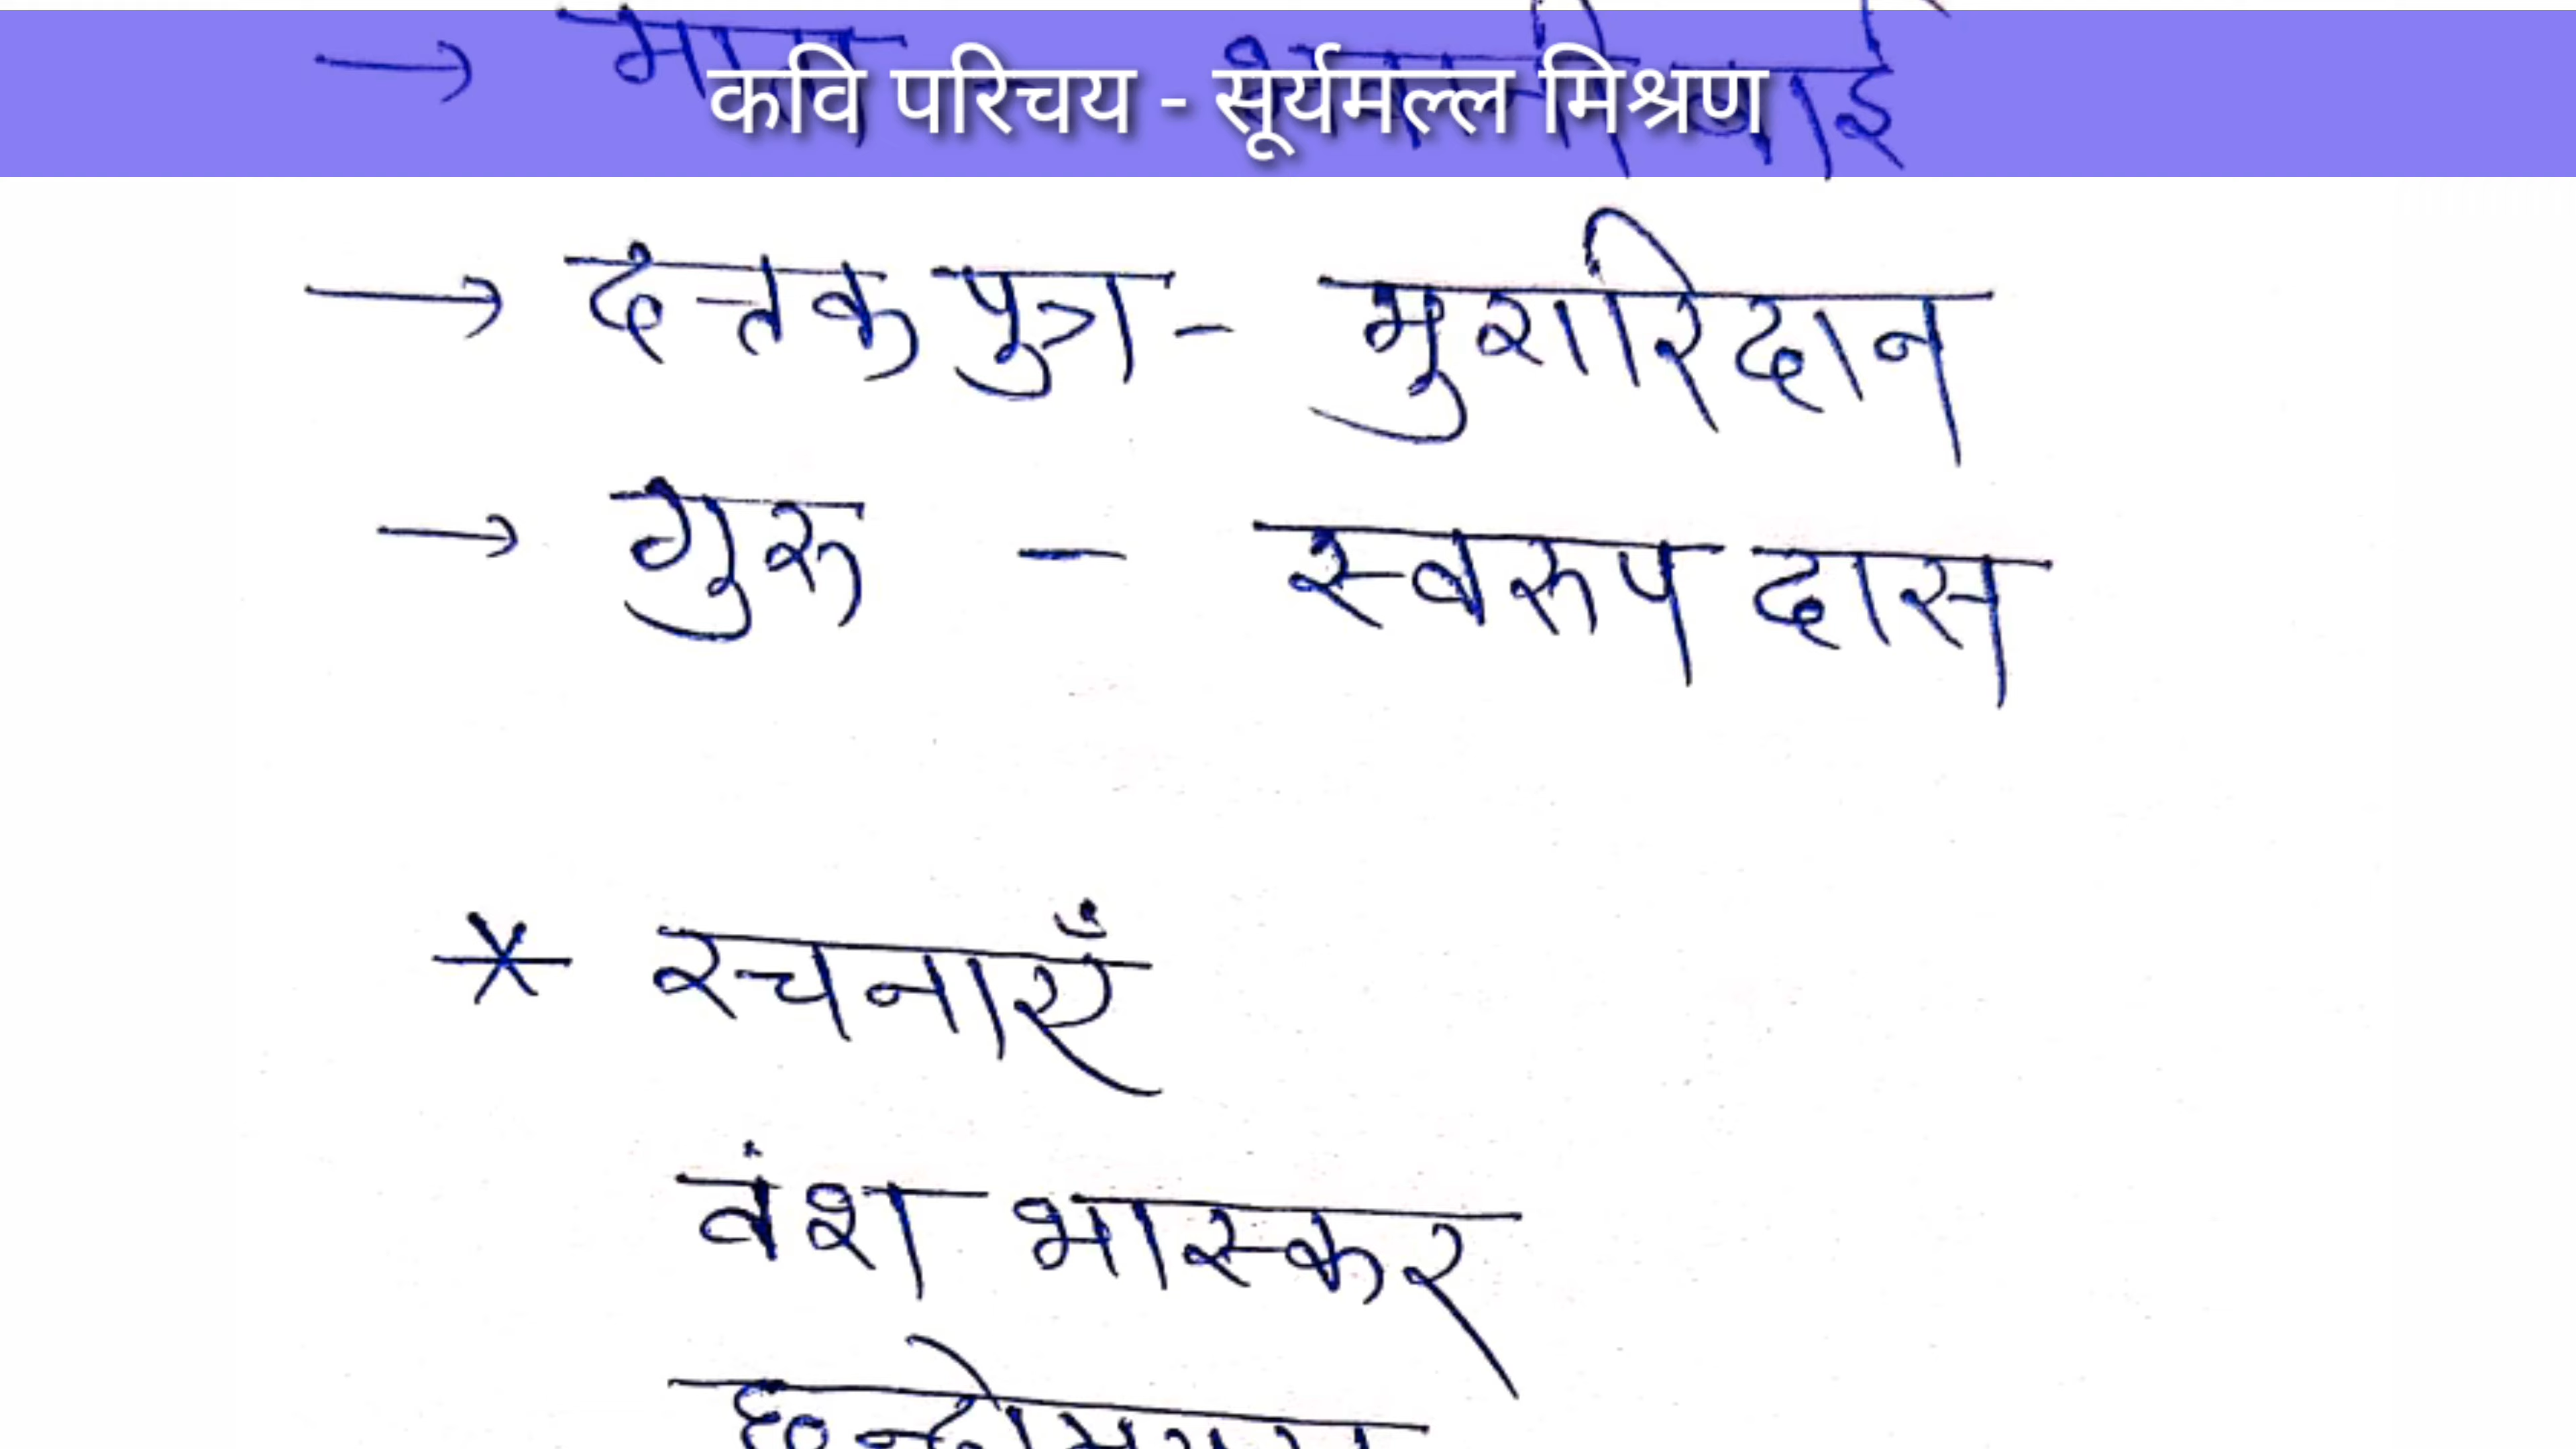 कवि परिचय - सूर्यमल्ल मिश्रण
→ बाई
→ दत्तक पुत्र - मुरारिदान
→ गुरु - स्वरुप दास
* रचनाएँ
वंश भास्कर